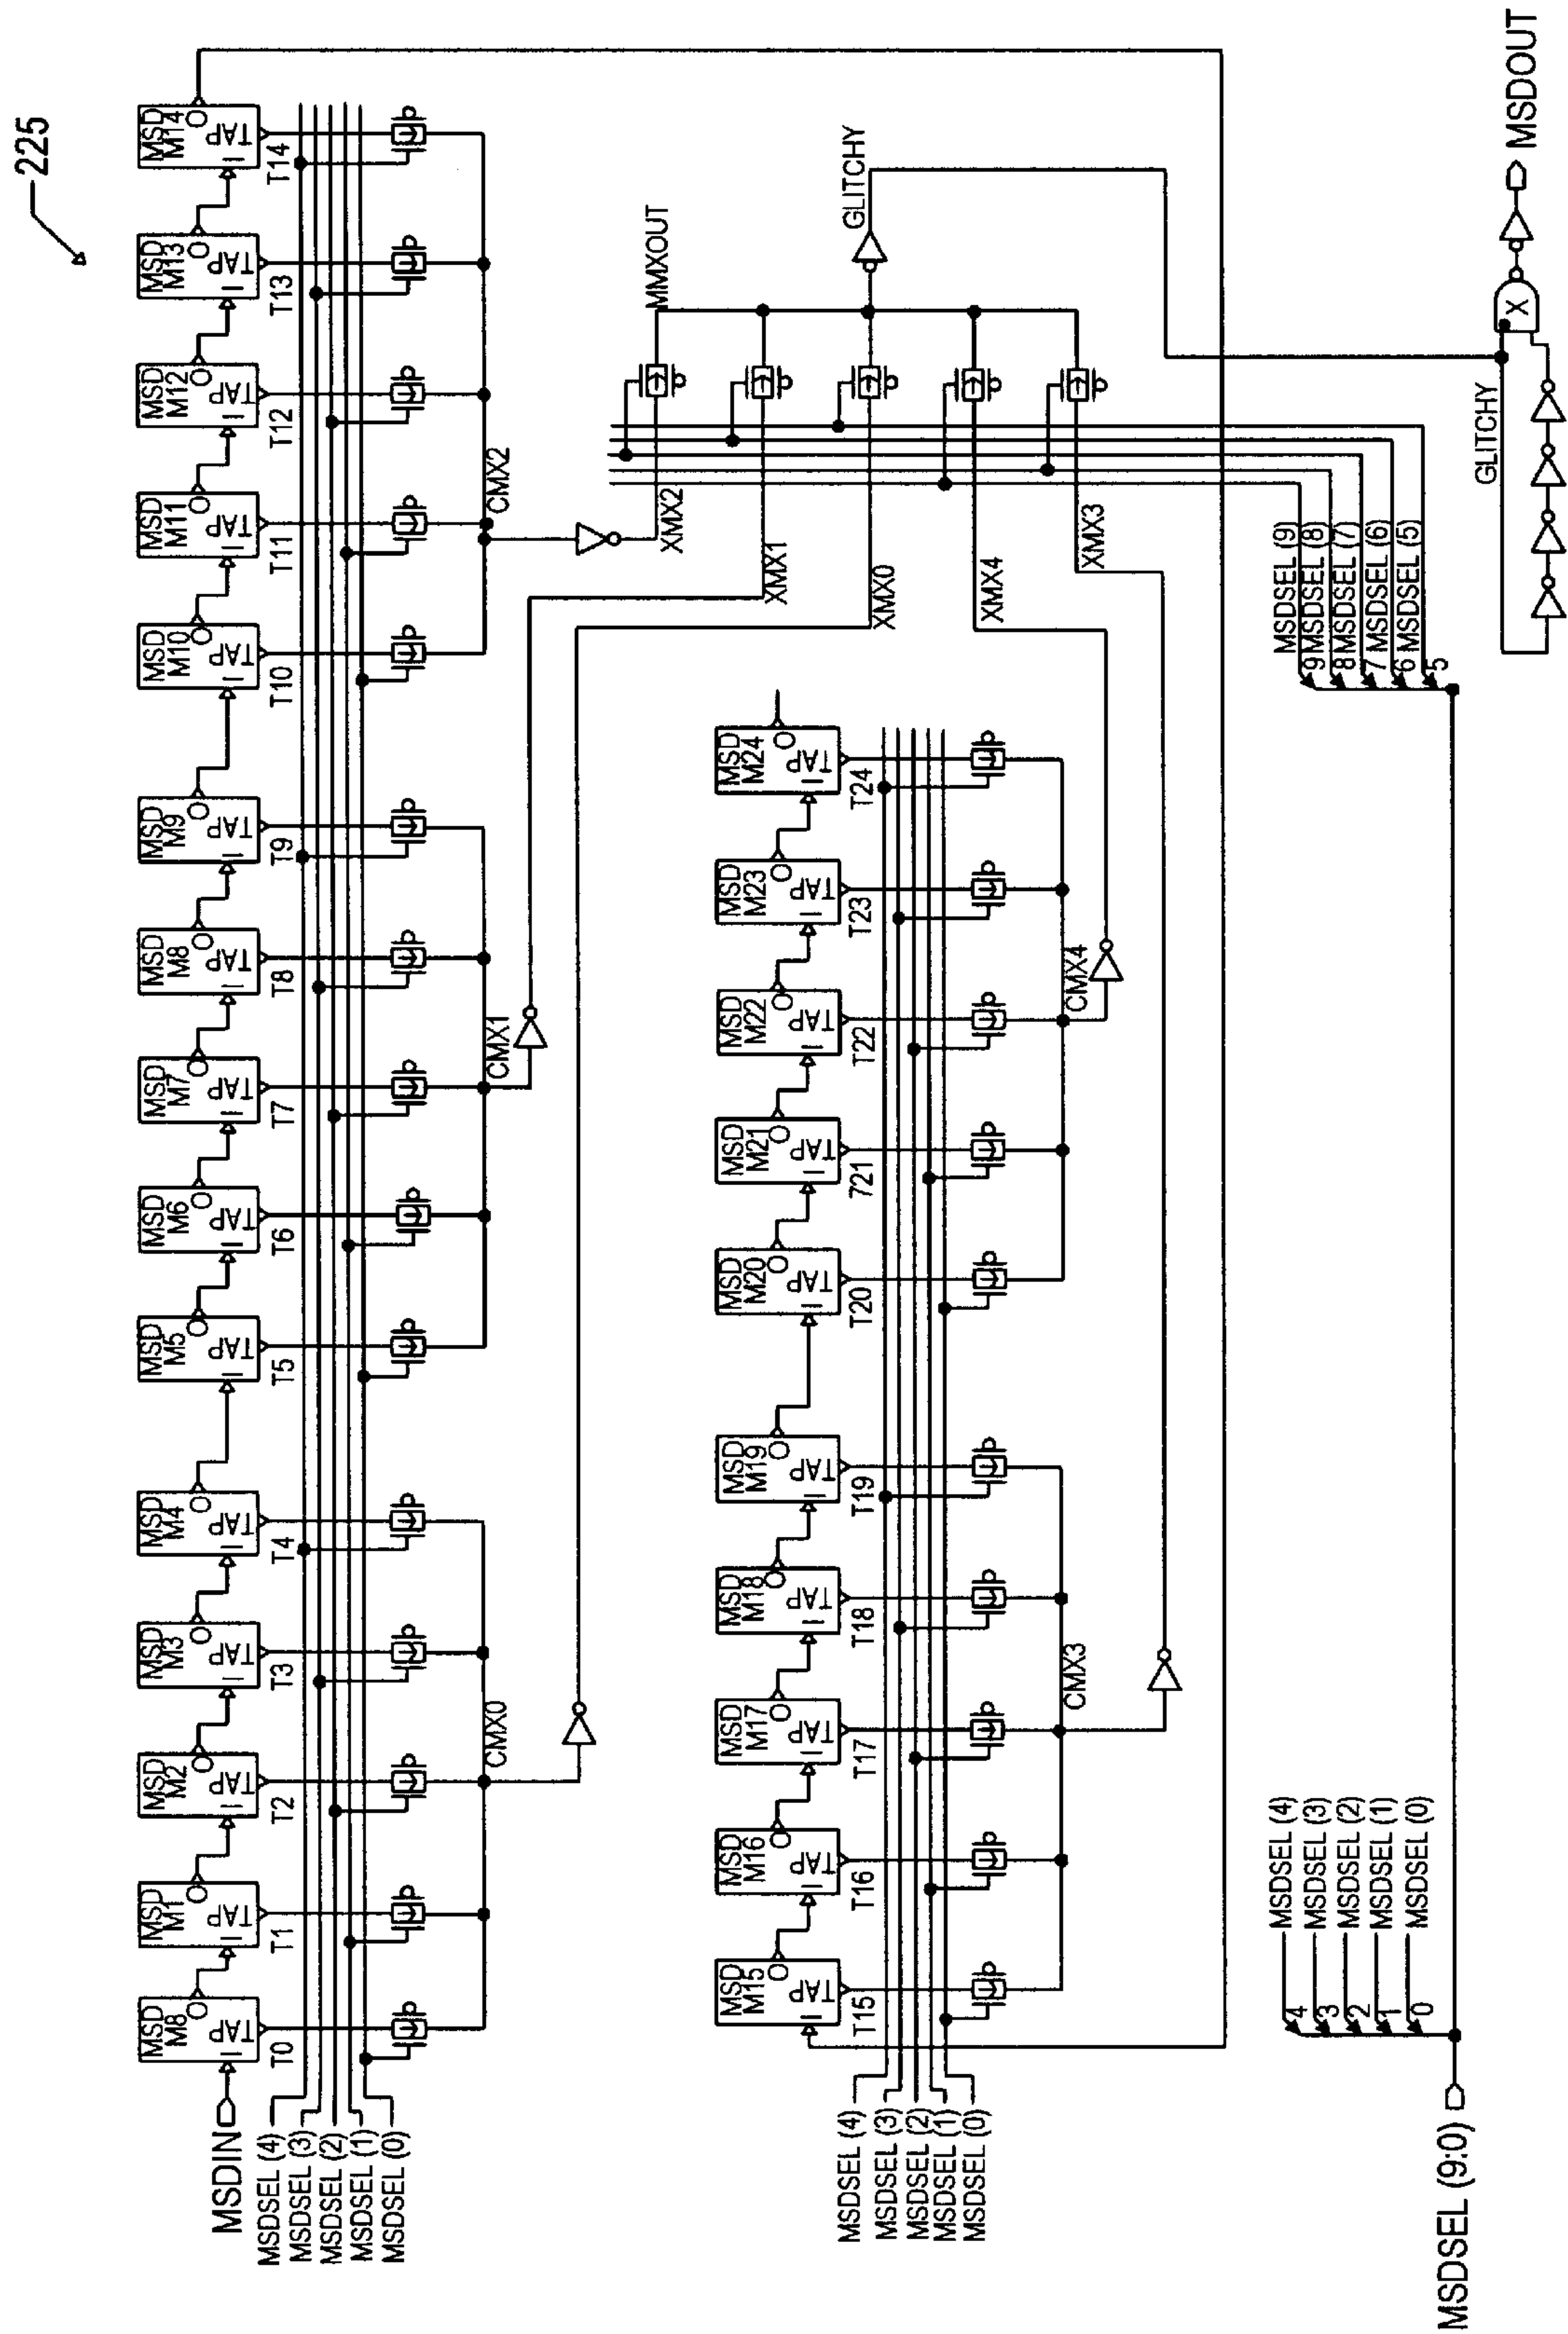 225
MSD M8 I O TAP
MSD M1 I O TAP
MSD M2 I O TAP
MSD M3 I O TAP
MSD M4 I O TAP
MSD M5 I O TAP
MSD M6 I O TAP
MSD M7 I O TAP
MSD M8 I O TAP
MSD M9 I O TAP
MSD M10 I O TAP
MSD M11 I O TAP
MSD M12 I O TAP
MSD M13 I O TAP
MSD M14 I O TAP
MSDIN
T0
T1
T2
T3
T4
T5
T6
T7
T8
T9
T10
T11
T12
T13
T14
MSDSEL (4)
MSDSEL (3)
MSDSEL (2)
MSDSEL (1)
MSDSEL (0)
CMX0
CMX1
CMX2
XMX2
XMX1
XMX0
XMX4
XMX3
MMXOUT
GLITCHY
MSD M15 I O TAP
MSD M16 I O TAP
MSD M17 I O TAP
MSD M18 I O TAP
MSD M19 I O TAP
MSD M20 I O TAP
MSD M21 I O TAP
MSD M22 I O TAP
MSD M23 I O TAP
MSD M24 I O TAP
T15
T16
T17
T18
T19
T20
721
T22
T23
T24
MSDSEL (4)
MSDSEL (3)
MSDSEL (2)
MSDSEL (1)
MSDSEL (0)
CMX3
CMX4
MSDSEL (4)
MSDSEL (3)
MSDSEL (2)
MSDSEL (1)
MSDSEL (0)
4
3
2
1
0
MSDSEL (9)
MSDSEL (8)
MSDSEL (7)
MSDSEL (6)
MSDSEL (5)
9
8
7
6
5
MSDSEL (9:0)
GLITCHY
X
MSDOUT